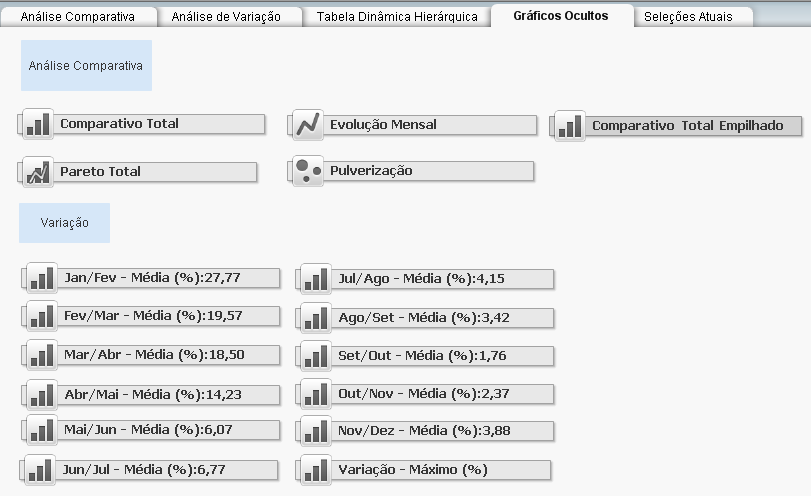 Análise Comparativa
Análise de Variação
Tabela Dinâmica Hierárquica
Gráficos Ocultos
Seleções Atuais
Análise Comparativa
Comparativo Total
Evolução Mensal
Comparativo Total Empilhado
Pareto Total
Pulverização
Variação
Jan/Fev - Média (%):27,77
Jul/Ago - Média (%):4,15
Fev/Mar - Média (%):19,57
Ago/Set - Média (%):3,42
Mar/Abr - Média (%):18,50
Set/Out - Média (%):1,76
Abr/Mai - Média (%):14,23
Out/Nov - Média (%):2,37
Mai/Jun - Média (%):6,07
Nov/Dez - Média (%):3,88
Jun/Jul - Média (%):6,77
Variação - Máximo (%)